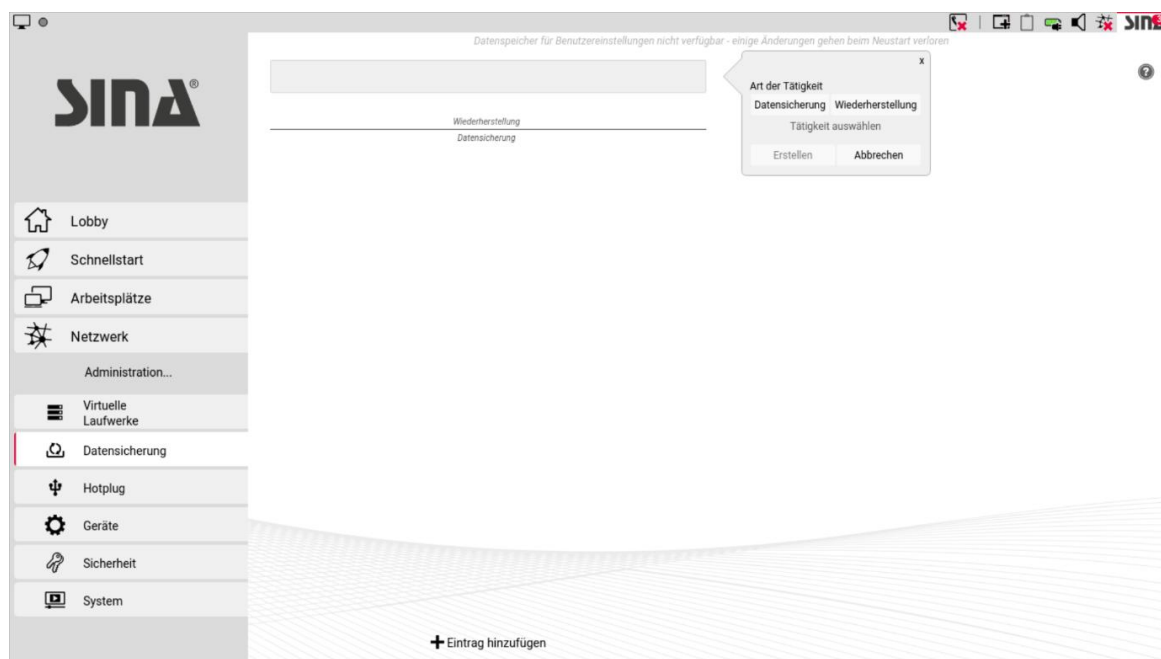 SINA
Datenspeicher für Benutzereinstellungen nicht verfügbar - einige Änderungen gehen beim Neustart verloren
SINA®
x
Art der Tätigkeit
Datensicherung Wiederherstellung
Tätigkeit auswählen
Erstellen Abbrechen
Wiederherstellung
Datensicherung
Lobby
Schnellstart
Arbeitsplätze
Netzwerk
Administration...
Virtuelle
Laufwerke
Datensicherung
Hotplug
Geräte
Sicherheit
System
Eintrag hinzufügen